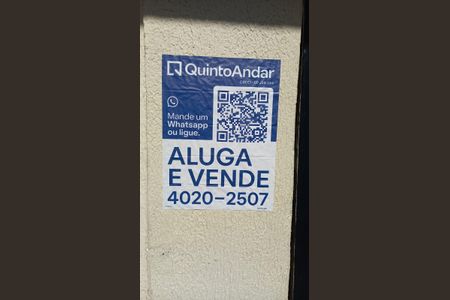 QuintoAndar
Mande um
Whatsapp
ou ligue.
ALUGA
E VENDE
4020-2507